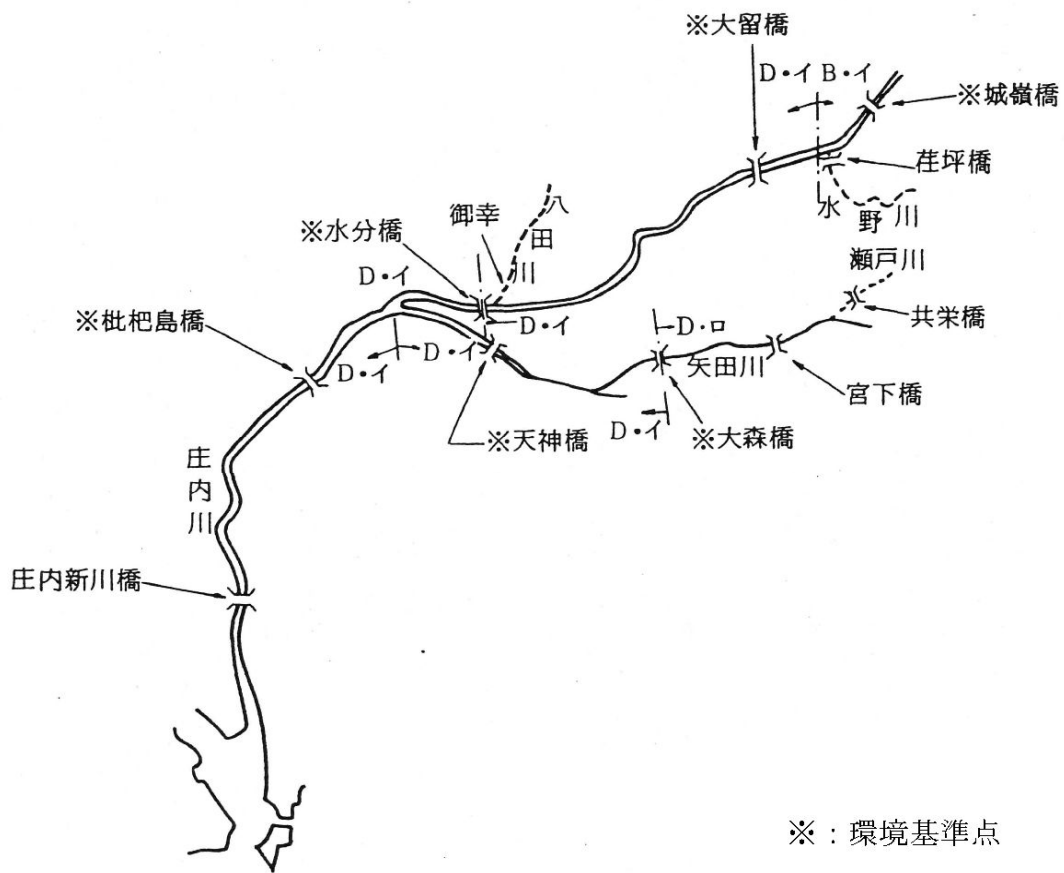 ※大留橋
D・イ B・イ
※城嶺橋
荏坪橋
水野川
八田川
御幸
※水分橋
瀬戸川
D・イ
共栄橋
※枇杷島橋
D・イ
D・ロ
D・イ
D・イ
矢田川
宮下橋
D・イ
※天神橋
※大森橋
庄内川
庄内新川橋
※：環境基準点